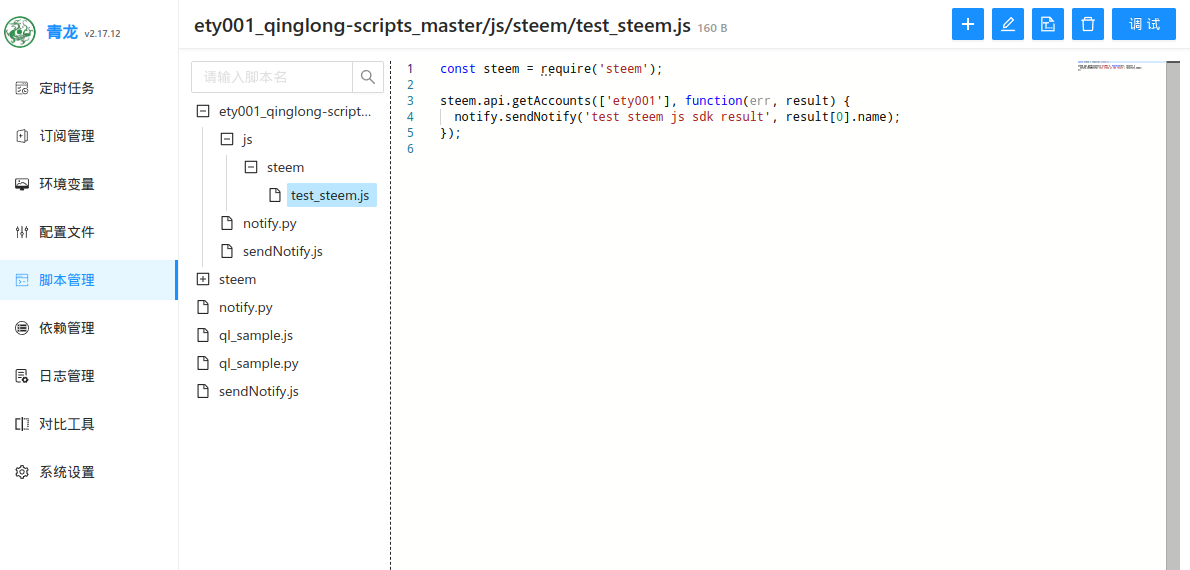 青龙 v2.17.12
定时任务
订阅管理
环境变量
配置文件
脚本管理
依赖管理
日志管理
对比工具
系统设置
ety001_qinglong-scripts_master/js/steem/test_steem.js 160 B
调 试
请输入脚本名
ety001_qinglong-script...
js
steem
test_steem.js
notify.py
sendNotify.js
steem
notify.py
ql_sample.js
ql_sample.py
sendNotify.js
1 const steem = require('steem');
2
3 steem.api.getAccounts(['ety001'], function(err, result) {
4 notify.sendNotify('test steem js sdk result', result[0].name);
5 });
6